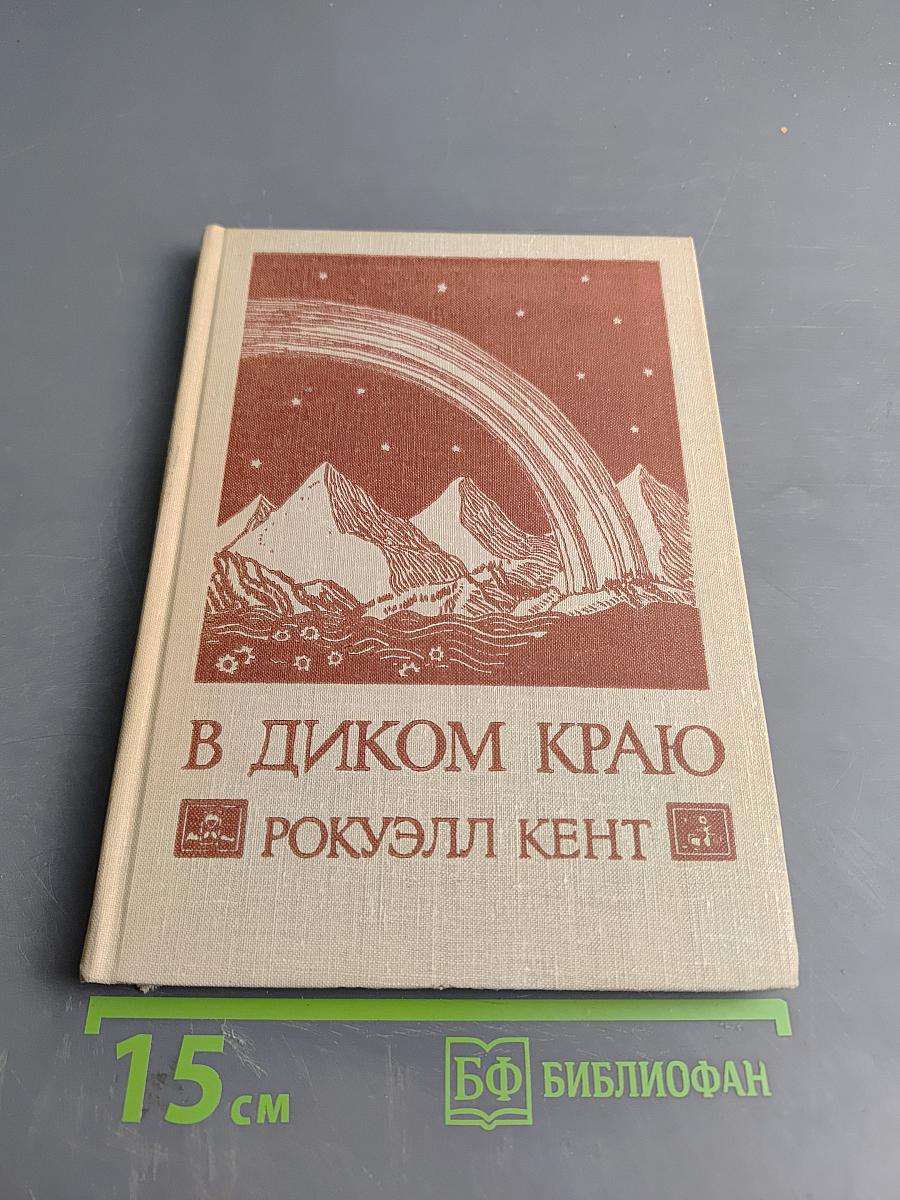 В ДИКОМ КРАЮ
РОКУЭЛЛ КЕНТ
15 см
БФ БИБЛИОФАН